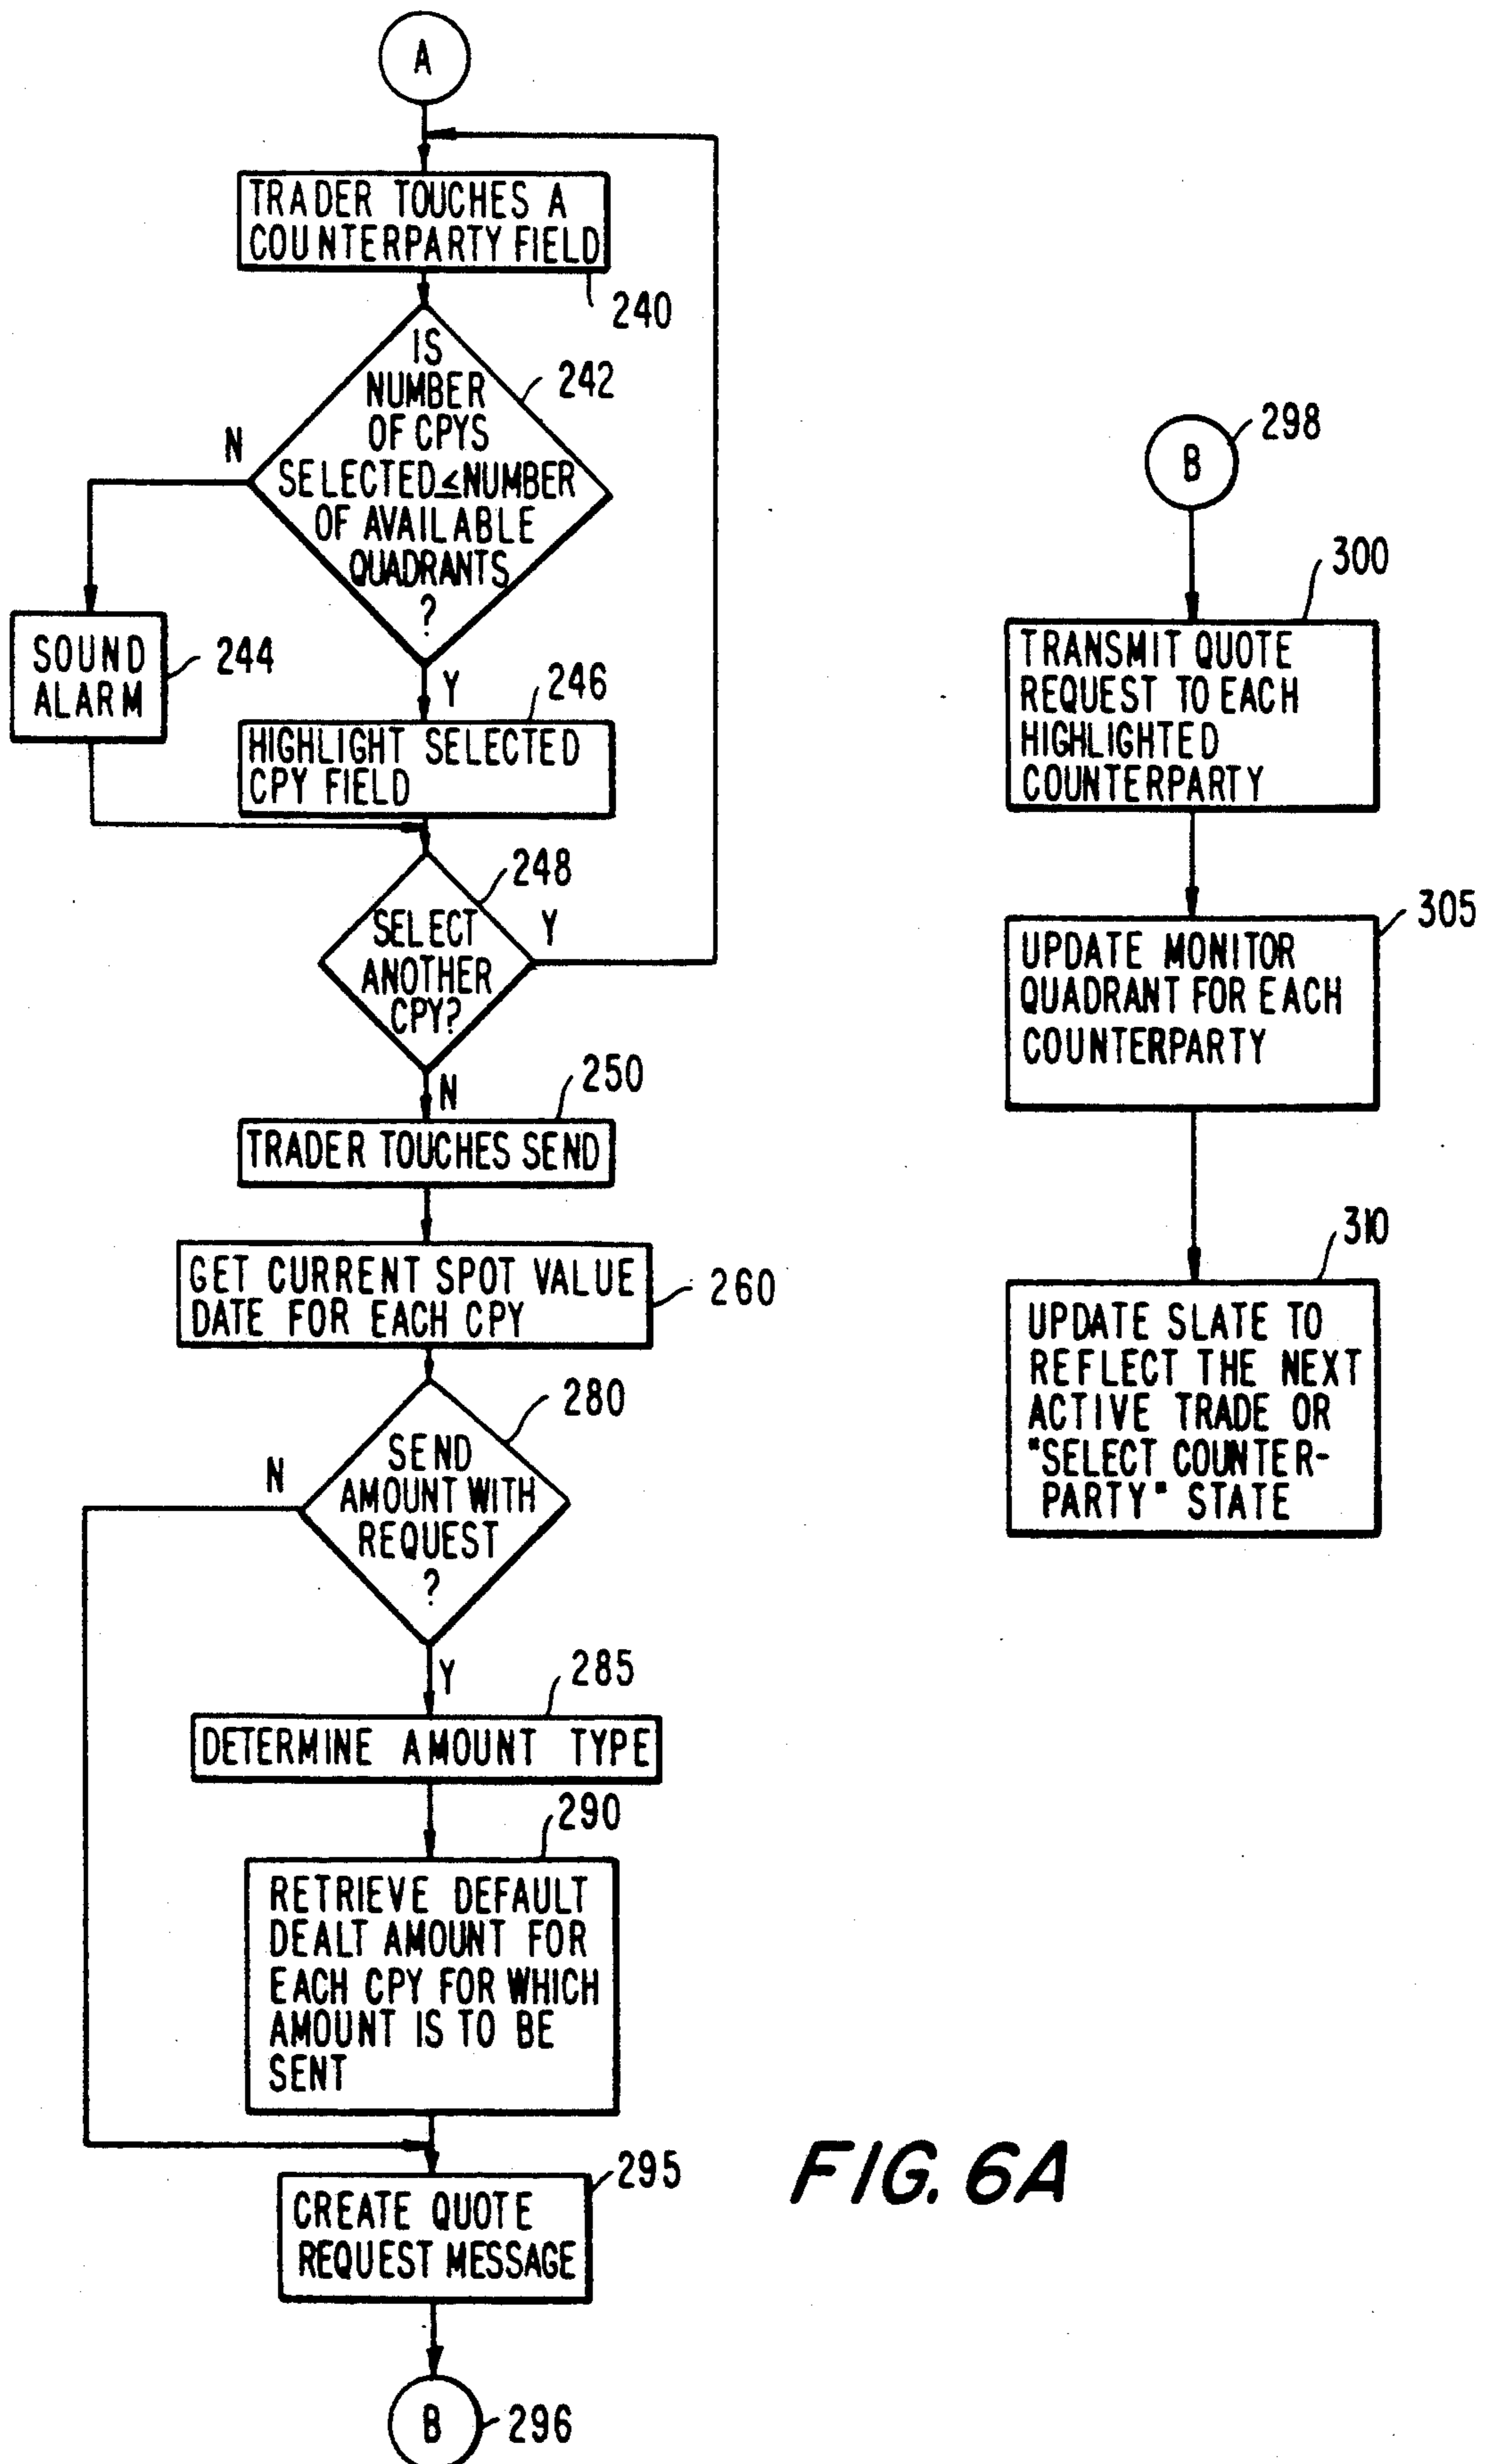 A
TRADER TOUCHES A
COUNTERPARTY FIELD
240
IS
NUMBER
OF CPYS
SELECTED≤NUMBER
OF AVAILABLE
QUADRANTS
?
242
N
SOUND
ALARM
244
Y
246
HIGHLIGHT SELECTED
CPY FIELD
248
SELECT
ANOTHER
CPY?
Y
N
250
TRADER TOUCHES SEND
GET CURRENT SPOT VALUE
DATE FOR EACH CPY
260
280
SEND
AMOUNT WITH
REQUEST
?
N
Y
285
DETERMINE AMOUNT TYPE
290
RETRIEVE DEFAULT
DEALT AMOUNT FOR
EACH CPY FOR WHICH
AMOUNT IS TO BE
SENT
295
CREATE QUOTE
REQUEST MESSAGE
B
296
B
298
300
TRANSMIT QUOTE
REQUEST TO EACH
HIGHLIGHTED
COUNTERPARTY
305
UPDATE MONITOR
QUADRANT FOR EACH
COUNTERPARTY
310
UPDATE SLATE TO
REFLECT THE NEXT
ACTIVE TRADE OR
"SELECT COUNTER-
PARTY" STATE
FIG. 6A